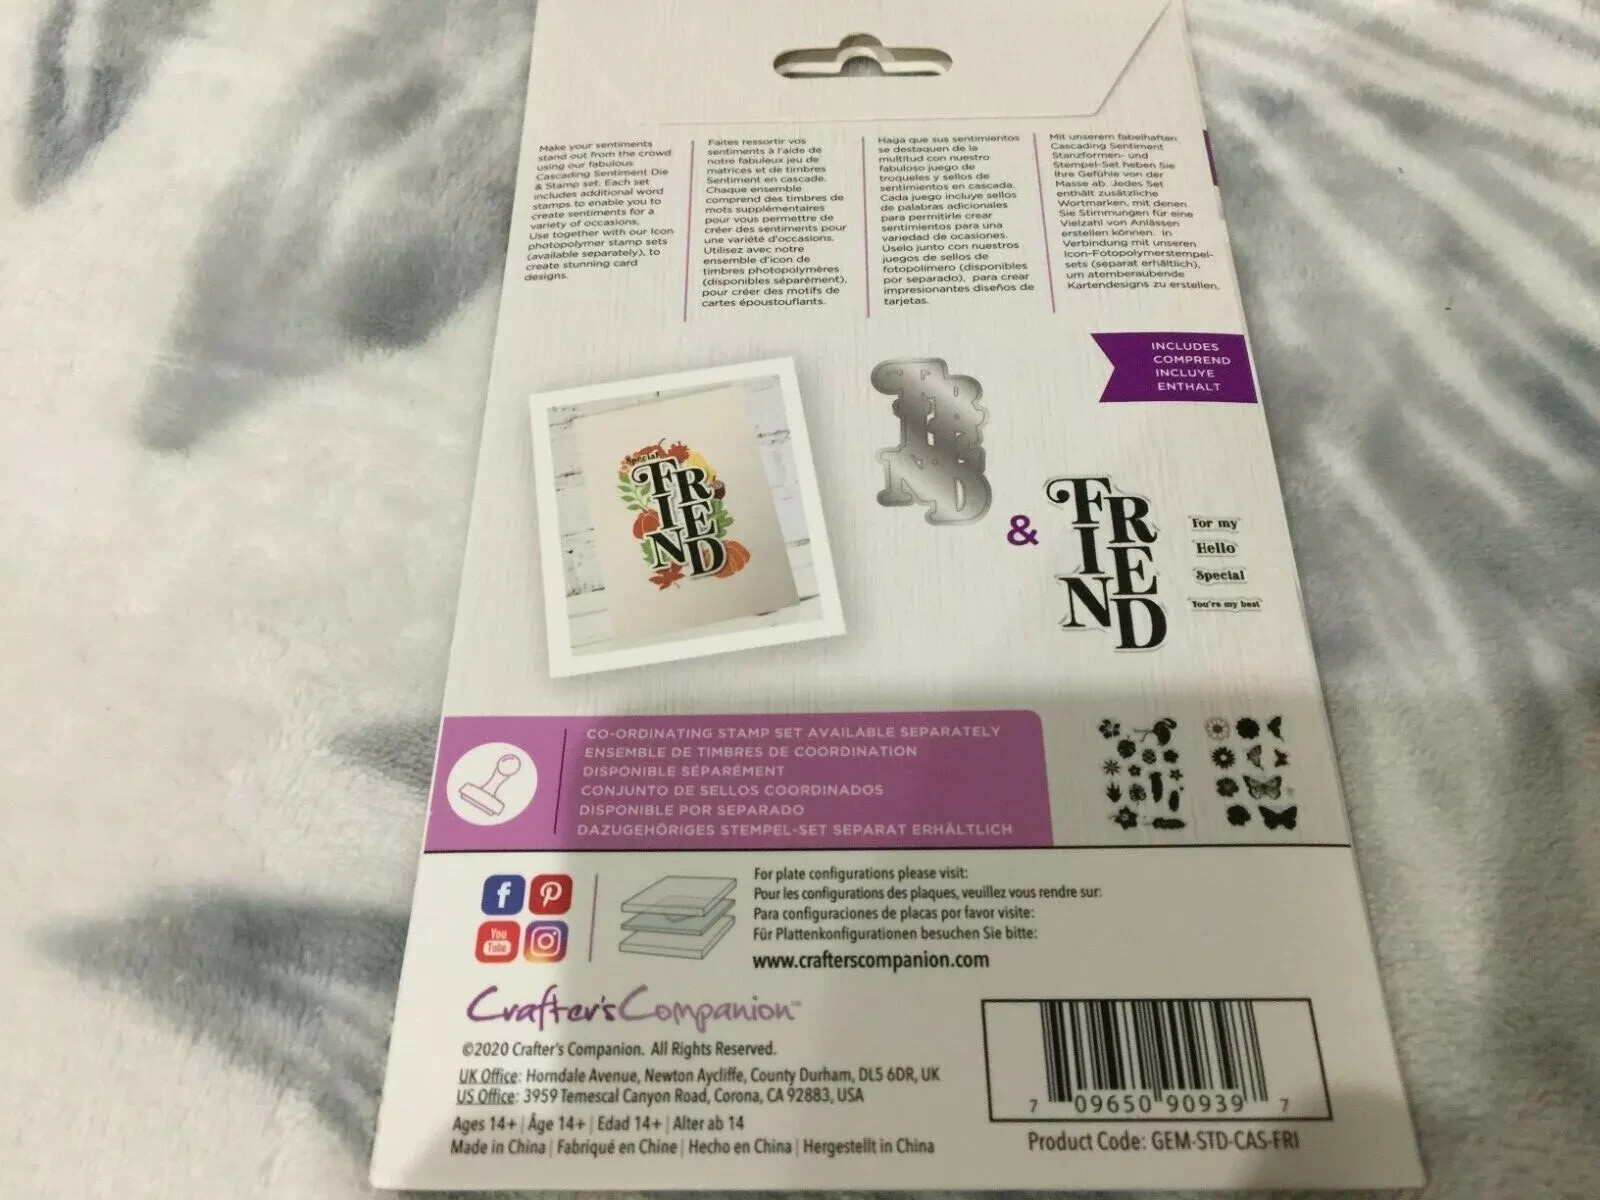 Make your sentiments
stand out from the crowd
using our fabulous
Cascading Sentiment Die
& Stamp set. Each set
includes additional word
stamps to enable you to
create sentiments for a
variety of occasions.
Use together with our Icon
photopolymer stamp sets
(available separately), to
create stunning card
designs.
Faites ressortir vos
sentiments à l'aide de
notre fabuleux jeu de
matrices et de timbres
Sentiment en cascade.
Chaque ensemble
comprend des timbres de
mots supplémentaires
pour vous permettre de
créer des sentiments pour
une variété d'occasions.
Utilisez avec notre
ensemble d'icon de
timbres photopolymères
(disponibles séparément),
pour créer des motifs de
cartes époustouflants.
Haga que sus sentimientos
se destaquen de la
multitud con nuestro
fabuloso juego de
troqueles y sellos de
sentimientos en cascada.
Cada juego incluye sellos
de palabras adicionales
para permitirle crear
sentimientos para una
variedad de ocasiones.
Úselo junto con nuestros
juegos de sellos de
fotopolímero (disponibles
por separado), para crear
impresionantes diseños de
tarjetas.
Mit unserem fabelhaften
Cascading Sentiment
Stanzformen- und
Stempel-Set heben Sie
Ihre Gefühle von der
Masse ab. Jedes Set
enthält zusätzliche
Wortmarken, mit denen
Sie Stimmungen für eine
Vielzahl von Anlässen
erstellen können. In
Verbindung mit unseren
Icon-Fotopolymerstempel-
sets (separat erhältlich),
um atemberaubende
Kartendesigns zu erstellen.
INCLUDES
COMPREND
INCLUYE
ENTHALT
Special
FRIEND
FRIEND
&
FRIEND
For my
Hello
Special
You're my best
CO-ORDINATING STAMP SET AVAILABLE SEPARATELY
ENSEMBLE DE TIMBRES DE COORDINATION
DISPONIBLE SÉPARÉMENT
CONJUNTO DE SELLOS COORDINADOS
DISPONIBLE POR SEPARADO
DAZUGEHÖRIGES STEMPEL-SET SEPARAT ERHÄLTLICH
You
Tube
For plate configurations please visit:
Pour les configurations des plaques, veuillez vous rendre sur:
Para configuraciones de placas por favor visite:
Für Plattenkonfigurationen besuchen Sie bitte:
www.crafterscompanion.com
Crafter's Companion™
©2020 Crafter's Companion. All Rights Reserved.
UK Office: Horndale Avenue, Newton Aycliffe, County Durham, DL5 6DR, UK
US Office: 3959 Temescal Canyon Road, Corona, CA 92883, USA
Ages 14+ | Âge 14+ | Edad 14+ | Alter ab 14
Made in China | Fabriqué en Chine | Hecho en China | Hergestellt in China
7 09650 90939 7
Product Code: GEM-STD-CAS-FRI